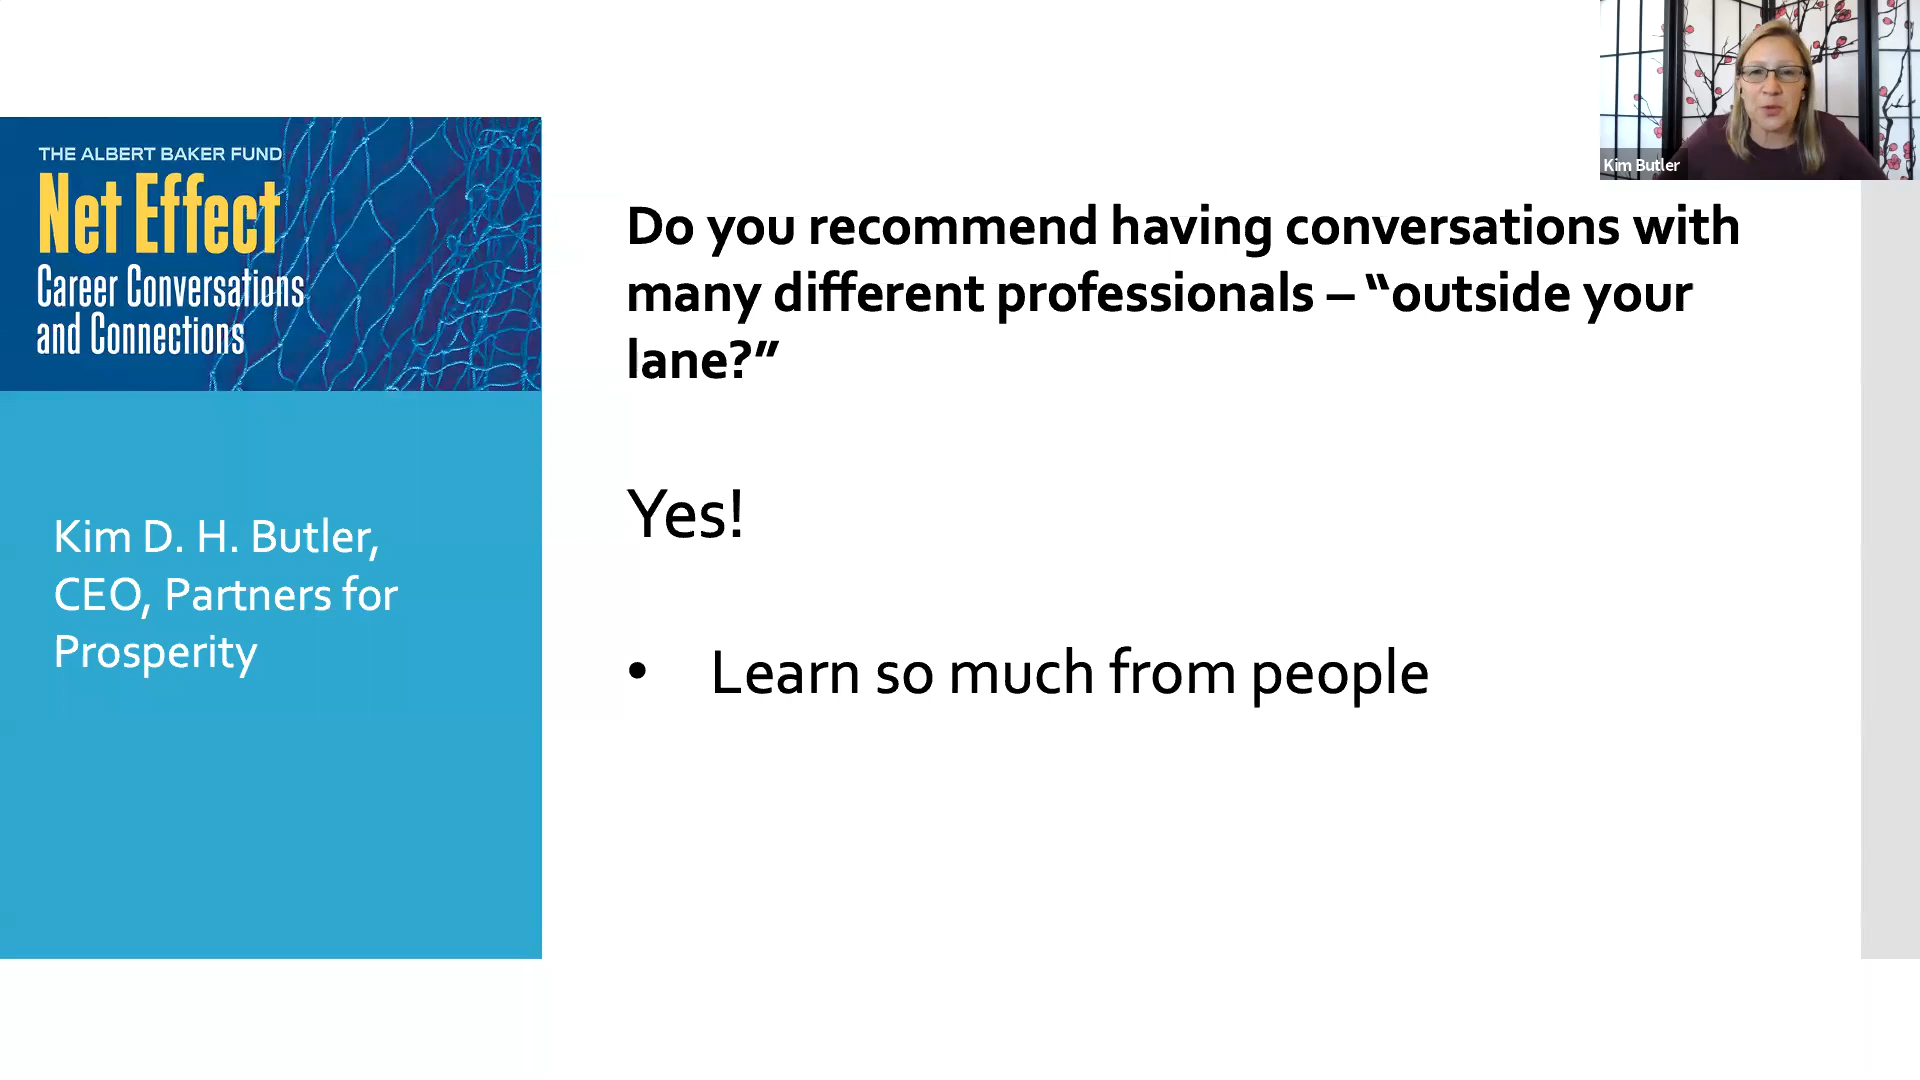 THE ALBERT BAKER FUND
Net Effect
Career Conversations
and Connections
Kim D. H. Butler,
CEO, Partners for
Prosperity
Do you recommend having conversations with
many different professionals – “outside your
lane?”
Yes!
• Learn so much from people
Kim Butler